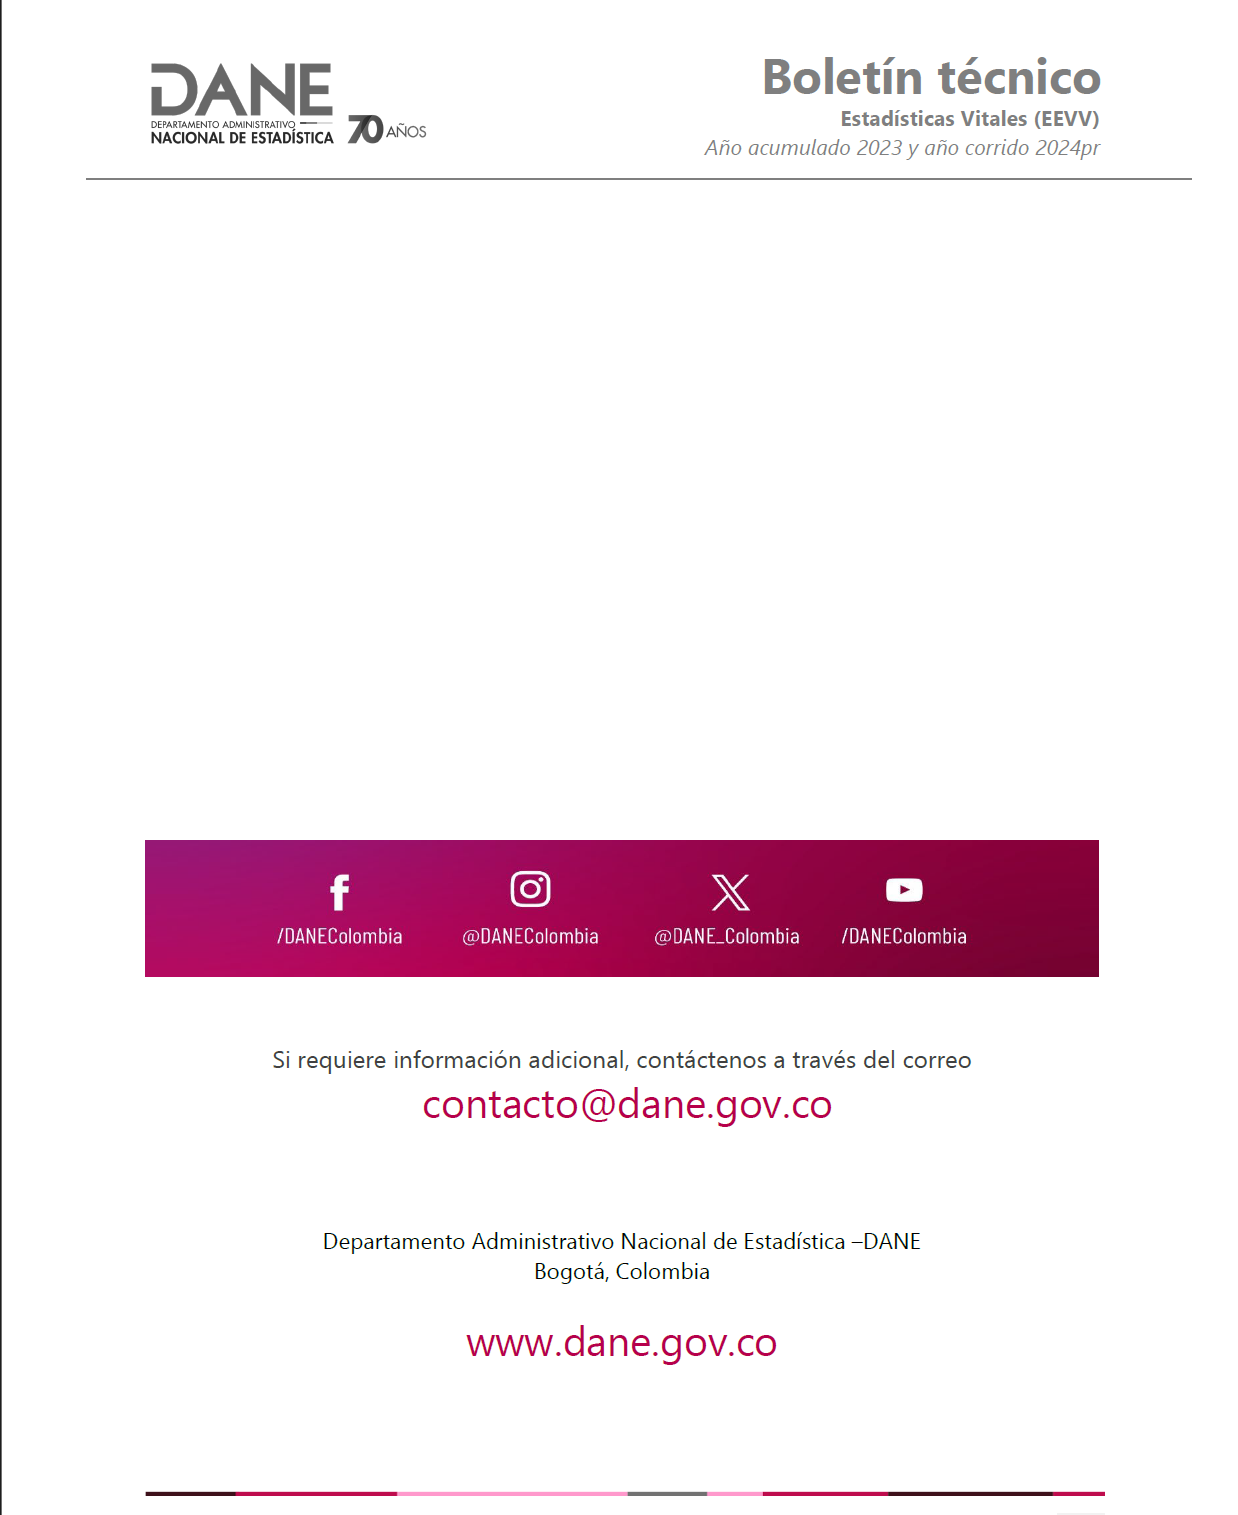 DANE
DEPARTAMENTO ADMINISTRATIVO
NACIONAL DE ESTADÍSTICA
70 AÑOS
Boletín técnico
Estadísticas Vitales (EEVV)
Año acumulado 2023 y año corrido 2024pr
/DANEColombia
@DANEColombia
@DANE_Colombia
/DANEColombia
Si requiere información adicional, contáctenos a través del correo
contacto@dane.gov.co
Departamento Administrativo Nacional de Estadística –DANE
Bogotá, Colombia
www.dane.gov.co